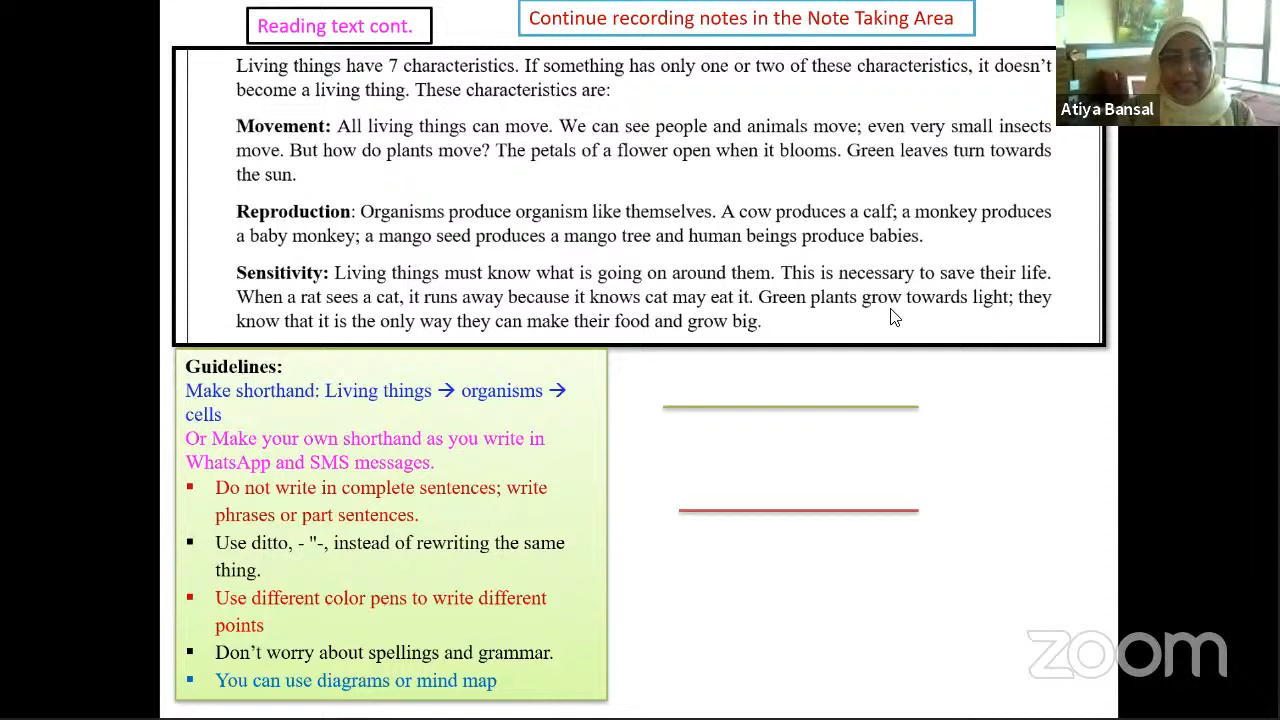 Reading text cont.
Continue recording notes in the Note Taking Area
Living things have 7 characteristics. If something has only one or two of these characteristics, it doesn’t
become a living thing. These characteristics are:
Movement: All living things can move. We can see people and animals move; even very small insects
move. But how do plants move? The petals of a flower open when it blooms. Green leaves turn towards
the sun.
Reproduction: Organisms produce organism like themselves. A cow produces a calf; a monkey produces
a baby monkey; a mango seed produces a mango tree and human beings produce babies.
Sensitivity: Living things must know what is going on around them. This is necessary to save their life.
When a rat sees a cat, it runs away because it knows cat may eat it. Green plants grow towards light; they
know that it is the only way they can make their food and grow big.
Atiya Bansal
Guidelines:
Make shorthand: Living things → organisms →
cells
Or Make your own shorthand as you write in
WhatsApp and SMS messages.
▪ Do not write in complete sentences; write
phrases or part sentences.
▪ Use ditto, - "-, instead of rewriting the same
thing.
▪ Use different color pens to write different
points
▪ Don’t worry about spellings and grammar.
▪ You can use diagrams or mind map
zoom